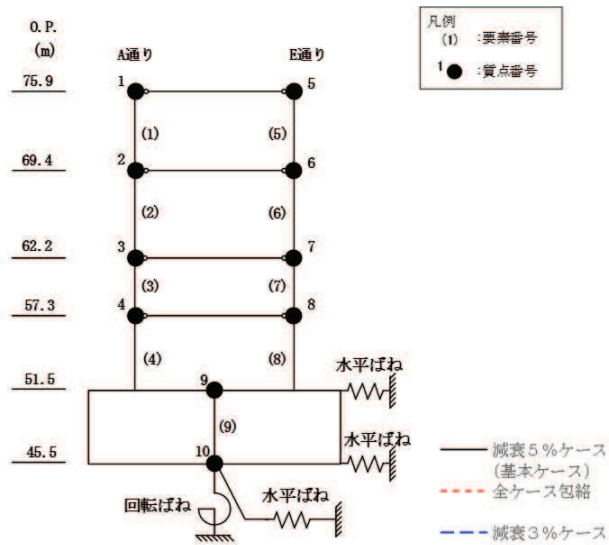 O.P.
(m)
A通り
E通り
凡例
(1) :要素番号
1 :質点番号
75.9
1
5
(1)
(5)
69.4
2
6
(2)
(6)
62.2
3
7
(3)
(7)
57.3
4
8
(4)
(8)
水平ばね
51.5
9
(9)
水平ばね
45.5
10
回転ばね
水平ばね
減衰5%ケース
(基本ケース)
全ケース包絡
減衰3%ケース